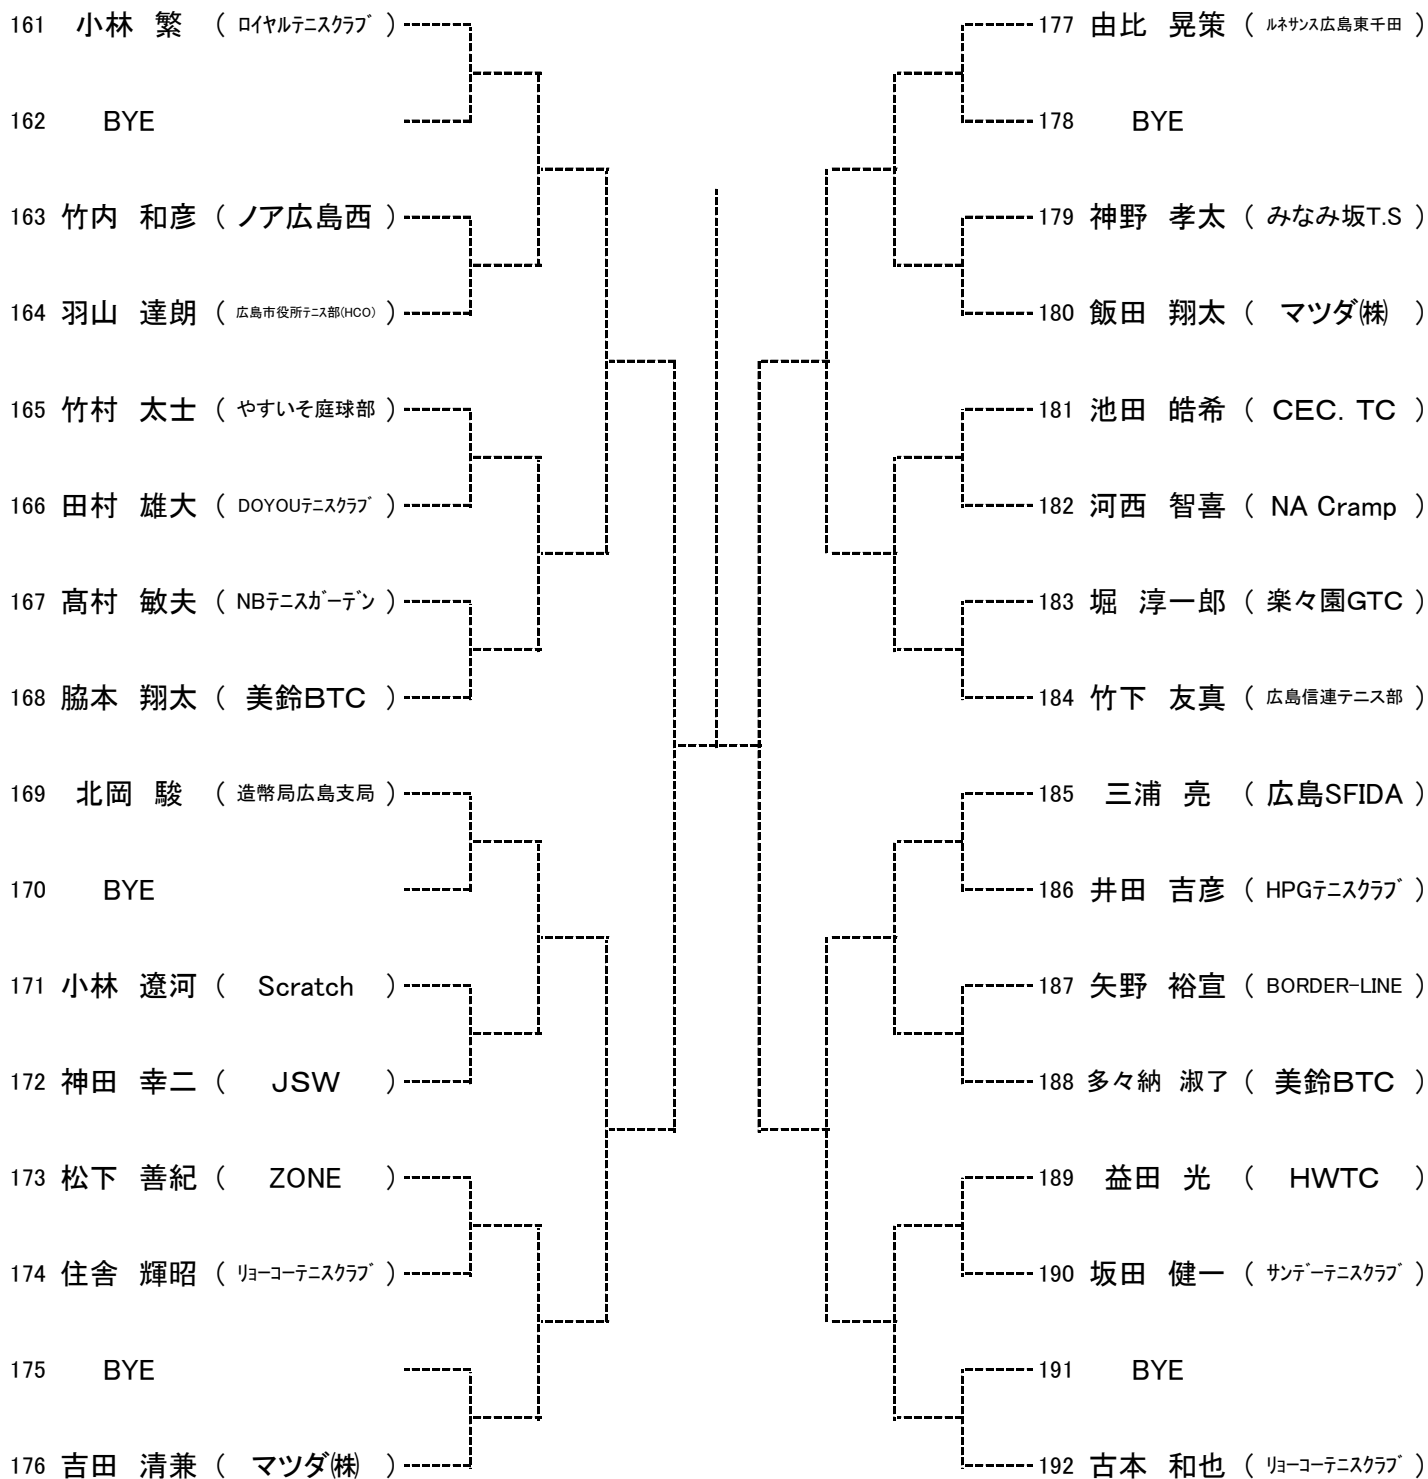 161 小林 繁 ( ﾛｲﾔﾙﾃﾆｽｸﾗﾌﾞ )
162 BYE
163 竹内 和彦 ( ノア広島西 )
164 羽山 達朗 ( 広島市役所ﾃﾆｽ部(HCO) )
165 竹村 太士 ( やすいそ庭球部 )
166 田村 雄大 ( DOYOUﾃﾆｽｸﾗﾌﾞ )
167 髙村 敏夫 ( NBﾃﾆｽｶﾞｰﾃﾞﾝ )
168 脇本 翔太 ( 美鈴BTC )
169 北岡 駿 ( 造幣局広島支局 )
170 BYE
171 小林 遼河 ( Scratch )
172 神田 幸二 ( JSW )
173 松下 善紀 ( ZONE )
174 住舎 輝昭 ( ﾘｮｰｺｰﾃﾆｽｸﾗﾌﾞ )
175 BYE
176 吉田 清兼 ( マツダ㈱ )
177 由比 晃策 ( ﾙﾈｻﾝｽ広島東千田 )
178 BYE
179 神野 孝太 ( みなみ坂T.S )
180 飯田 翔太 ( マツダ㈱ )
181 池田 皓希 ( CEC. TC )
182 河西 智喜 ( NA Cramp )
183 堀 淳一郎 ( 楽々園GTC )
184 竹下 友真 ( 広島信連テニス部 )
185 三浦 亮 ( 広島SFIDA )
186 井田 吉彦 ( HPGﾃﾆｽｸﾗﾌﾞ )
187 矢野 裕宣 ( BORDER-LINE )
188 多々納 淑了 ( 美鈴BTC )
189 益田 光 ( HWTC )
190 坂田 健一 ( ｻﾝﾃﾞｰﾃﾆｽｸﾗﾌﾞ )
191 BYE
192 古本 和也 ( ﾘｮｰｺｰﾃﾆｽｸﾗﾌﾞ )